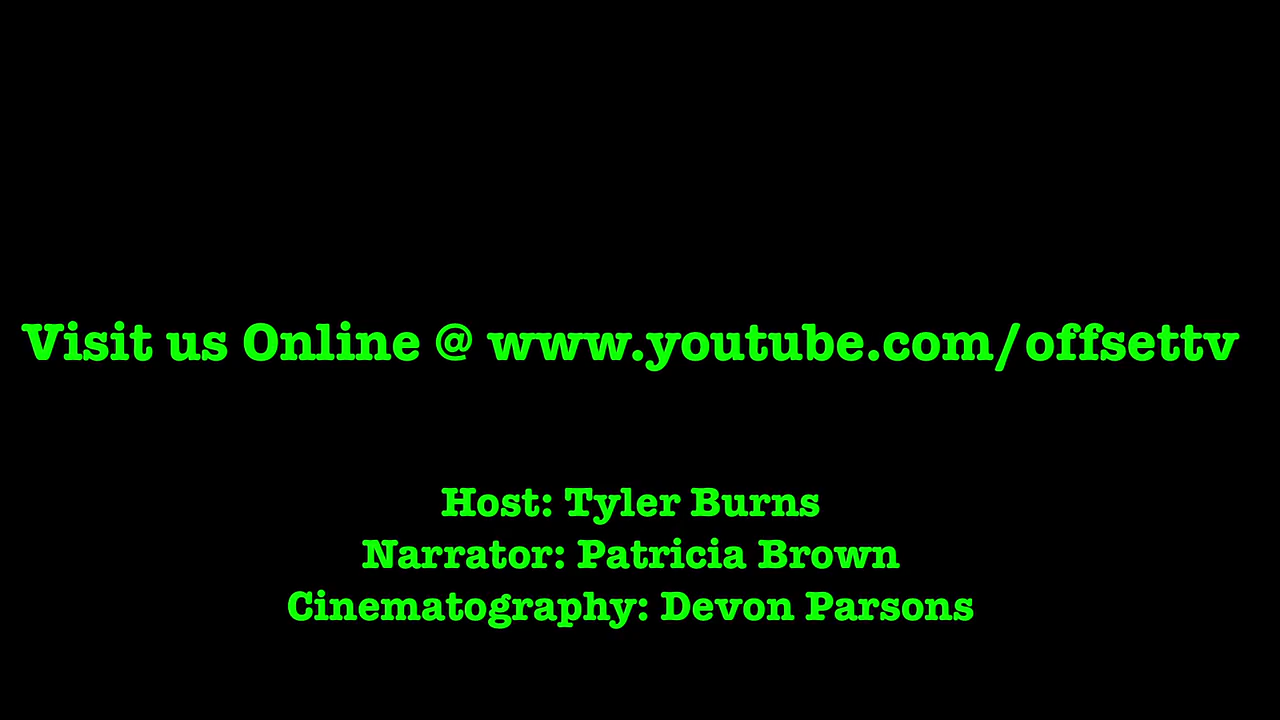 Visit us Online @ www.youtube.com/offsettv
Host: Tyler Burns
Narrator: Patricia Brown
Cinematography: Devon Parsons